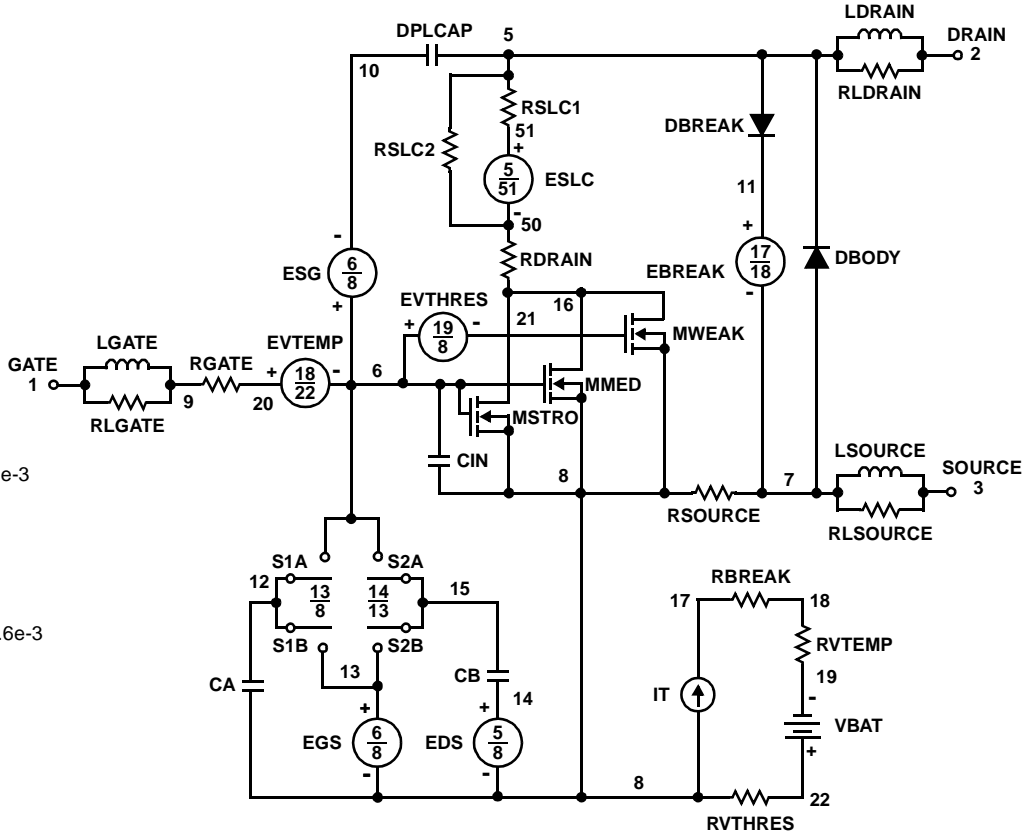 LDRAIN
DPLCAP
5
DRAIN
2
10
RLDRAIN
RSLC1
DBREAK
51
+
RSLC2
5
51
ESLC
11
-
50
-
+
RDRAIN
17
18
EBREAK
DBODY
6
8
ESG
EVTHRES
16
-
+
21
+
19
8
-
MWEAK
LGATE
EVTEMP
GATE
1
RGATE
+
18
22
-
6
MMED
9
20
RLGATE
MSTRO
LSOURCE
e-3
CIN
8
7
SOURCE
3
RSOURCE
RLSOURCE
S1A
S2A
12
13
8
14
13
15
RBREAK
17
18
.6e-3
S1B
S2B
RVTEMP
13
CB
19
CA
14
IT
-
+
+
VBAT
EGS
6
8
EDS
5
8
+
-
-
8
22
RVTHRES